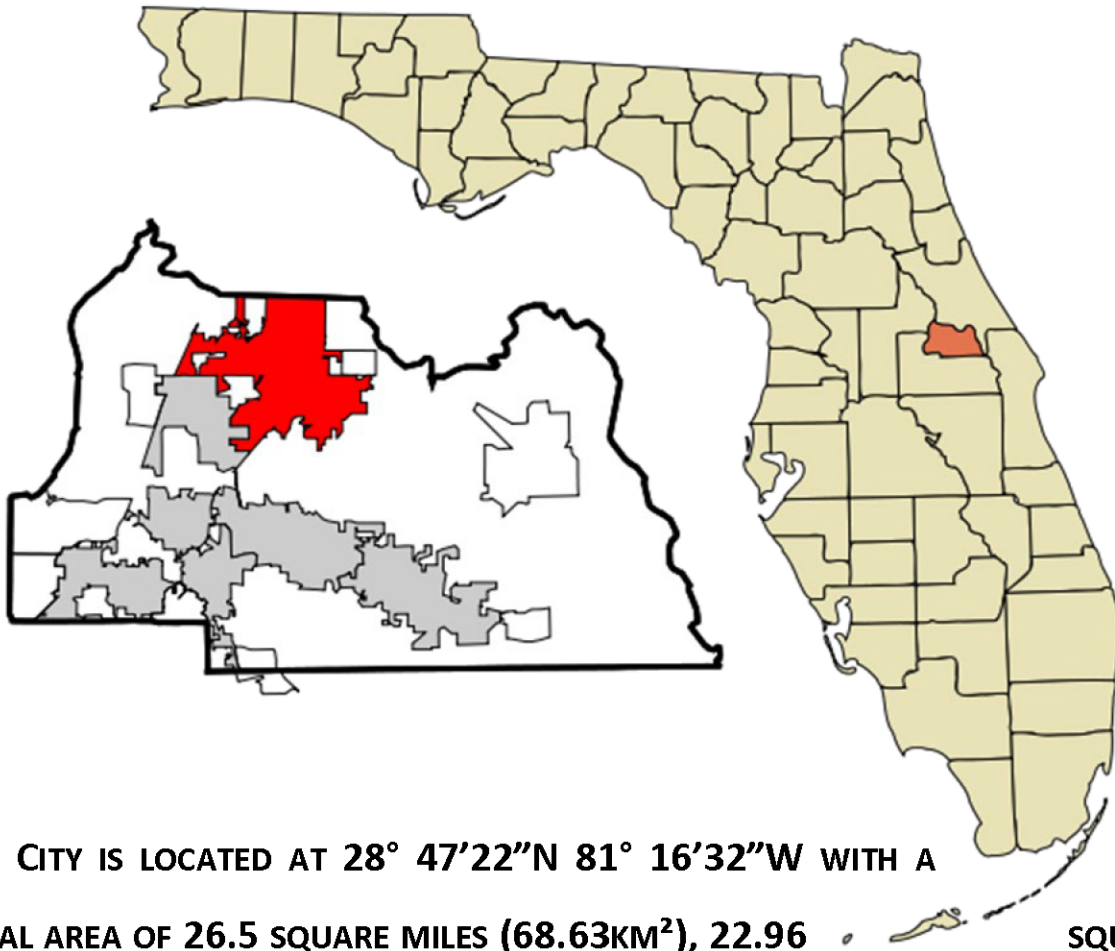 CITY IS LOCATED AT 28° 47’22”N 81° 16’32”W WITH A
AL AREA OF 26.5 SQUARE MILES (68.63KM²), 22.96 SQ